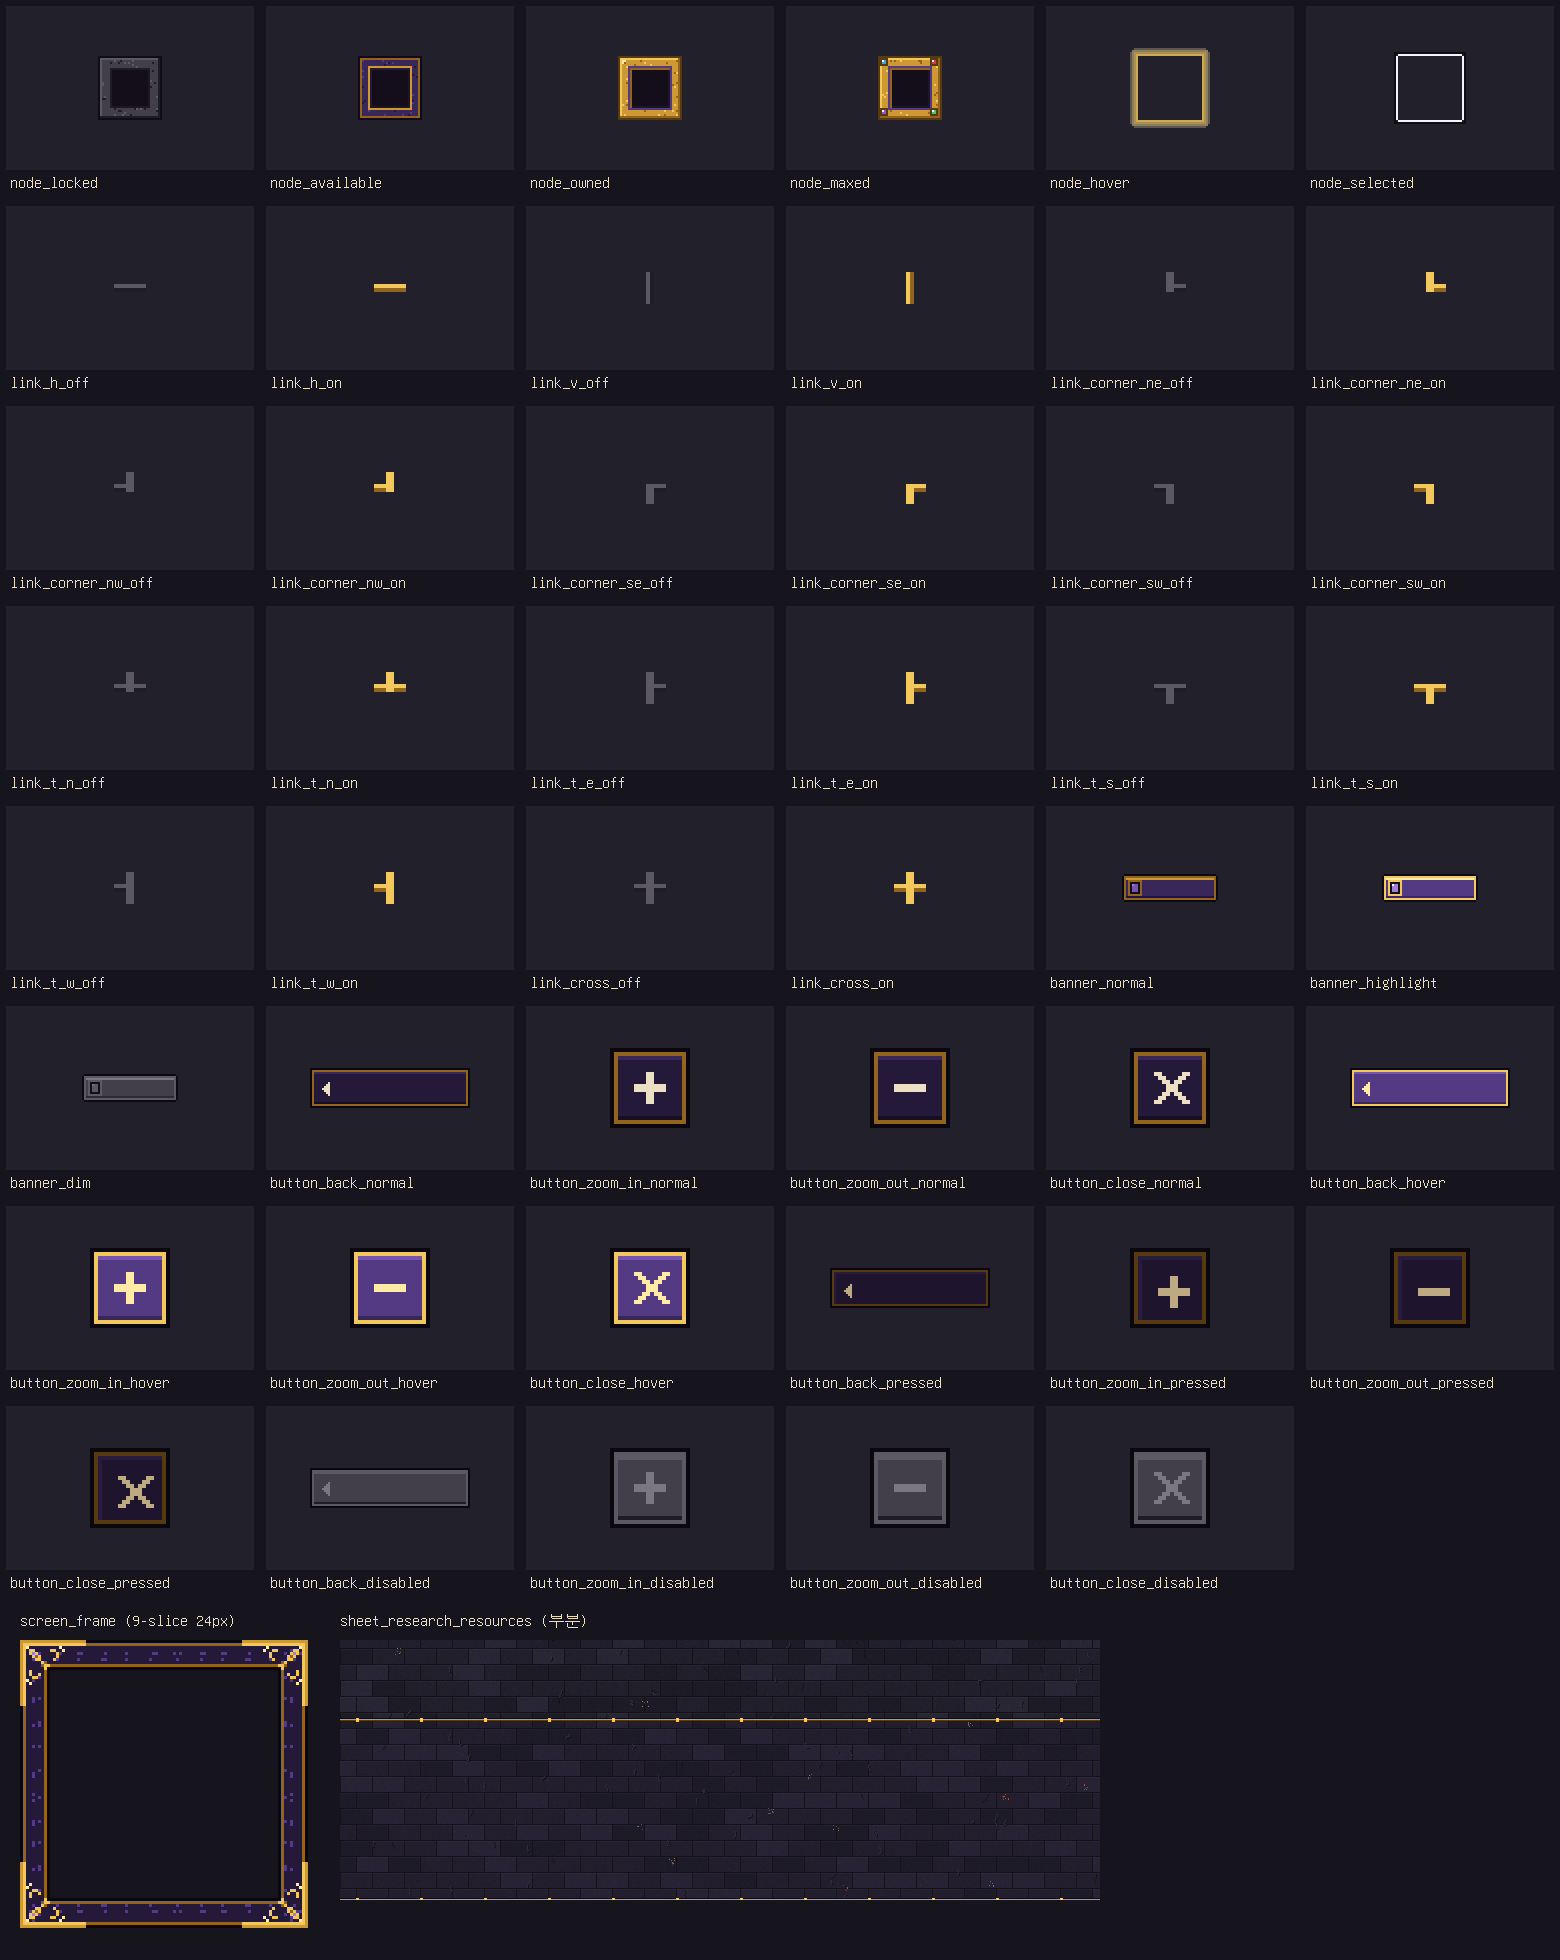 node_locked
node_available
node_owned
node_maxed
node_hover
node_selected
link_h_off
link_h_on
link_v_off
link_v_on
link_corner_ne_off
link_corner_ne_on
link_corner_nw_off
link_corner_nw_on
link_corner_se_off
link_corner_se_on
link_corner_sw_off
link_corner_sw_on
link_t_n_off
link_t_n_on
link_t_e_off
link_t_e_on
link_t_s_off
link_t_s_on
link_t_w_off
link_t_w_on
link_cross_off
link_cross_on
banner_normal
banner_highlight
banner_dim
button_back_normal
button_zoom_in_normal
button_zoom_out_normal
button_close_normal
button_back_hover
button_zoom_in_hover
button_zoom_out_hover
button_close_hover
button_back_pressed
button_zoom_in_pressed
button_zoom_out_pressed
button_close_pressed
button_back_disabled
button_zoom_in_disabled
button_zoom_out_disabled
button_close_disabled
screen_frame (9-slice 24px)
sheet_research_resources (부분)